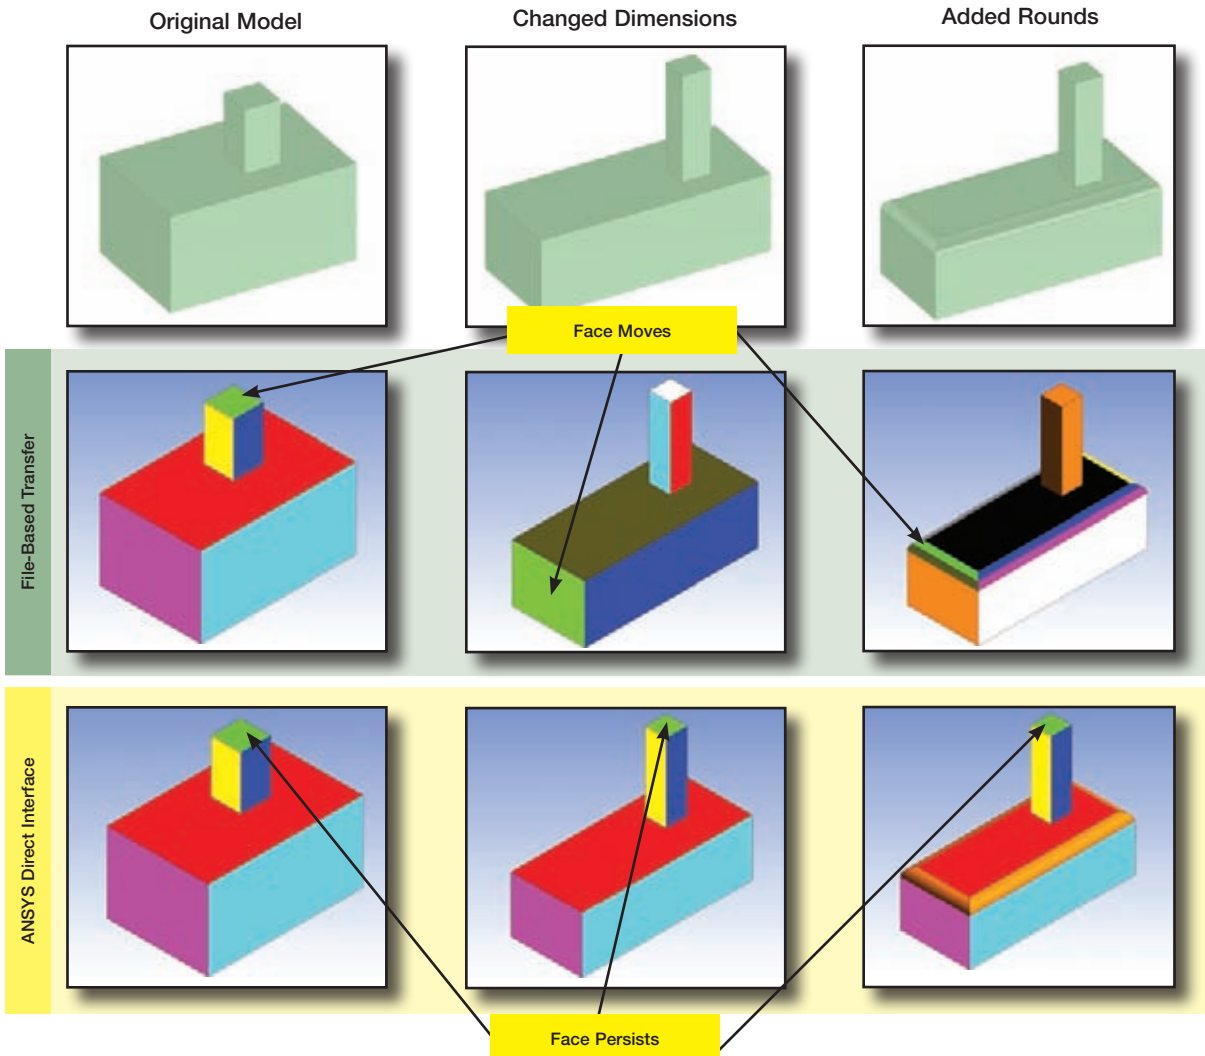 Original Model
Changed Dimensions
Added Rounds
Face Moves
File-Based Transfer
ANSYS Direct Interface
Face Persists